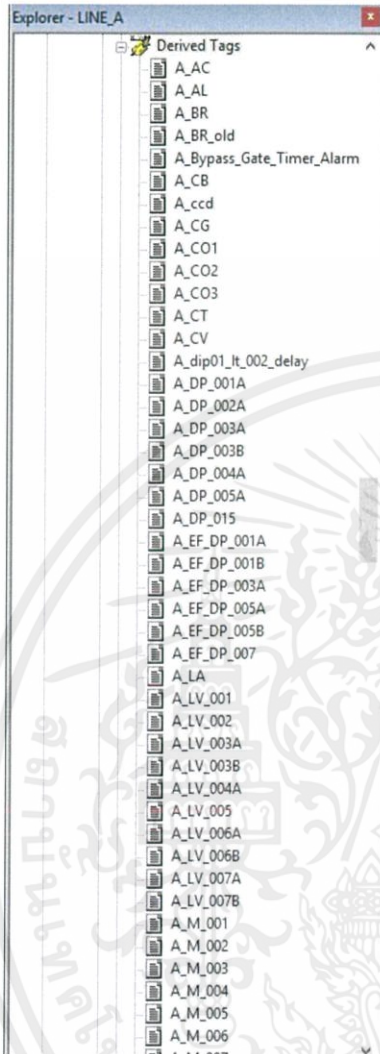 Explorer - LINE_A
Derived Tags
A_AC
A_AL
A_BR
A_BR_old
A_Bypass_Gate_Timer_Alarm
A_CB
A_ccd
A_CG
A_CO1
A_CO2
A_CO3
A_CT
A_CV
A_dip01_lt_002_delay
A_DP_001A
A_DP_002A
A_DP_003A
A_DP_003B
A_DP_004A
A_DP_005A
A_DP_015
A_EF_DP_001A
A_EF_DP_001B
A_EF_DP_003A
A_EF_DP_005A
A_EF_DP_005B
A_EF_DP_007
A_LA
A_LV_001
A_LV_002
A_LV_003A
A_LV_003B
A_LV_004A
A_LV_005
A_LV_006A
A_LV_006B
A_LV_007A
A_LV_007B
A_M_001
A_M_002
A_M_003
A_M_004
A_M_005
A_M_006